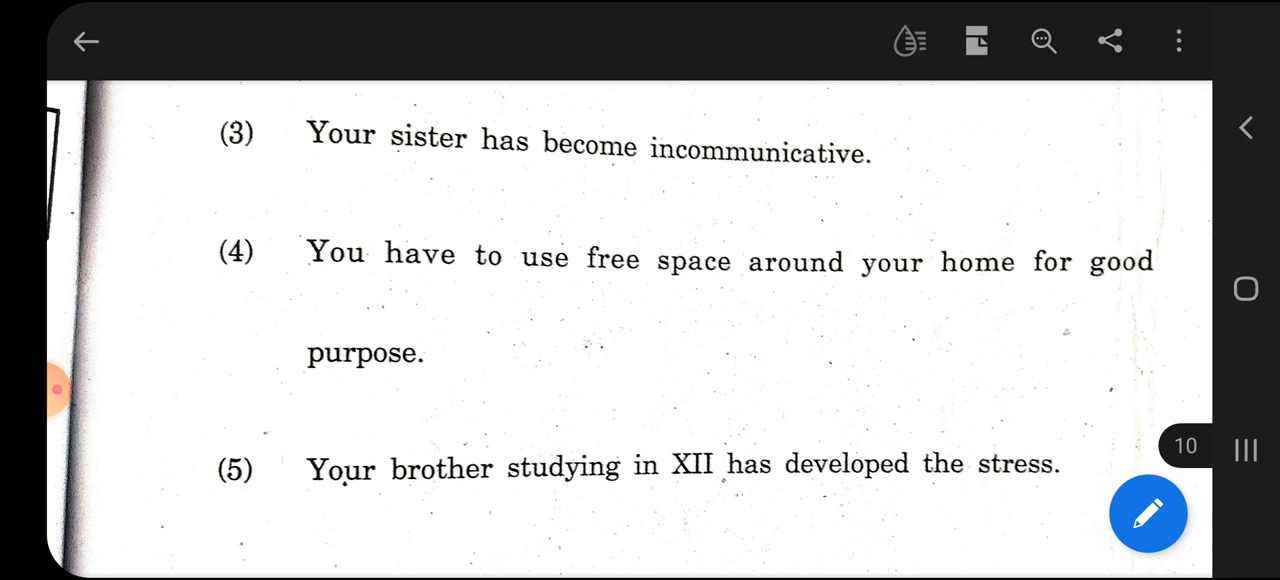 (3) Your sister has become incommunicative.
(4) You have to use free space around your home for good
purpose.
10
(5) Your brother studying in XII has developed the stress.